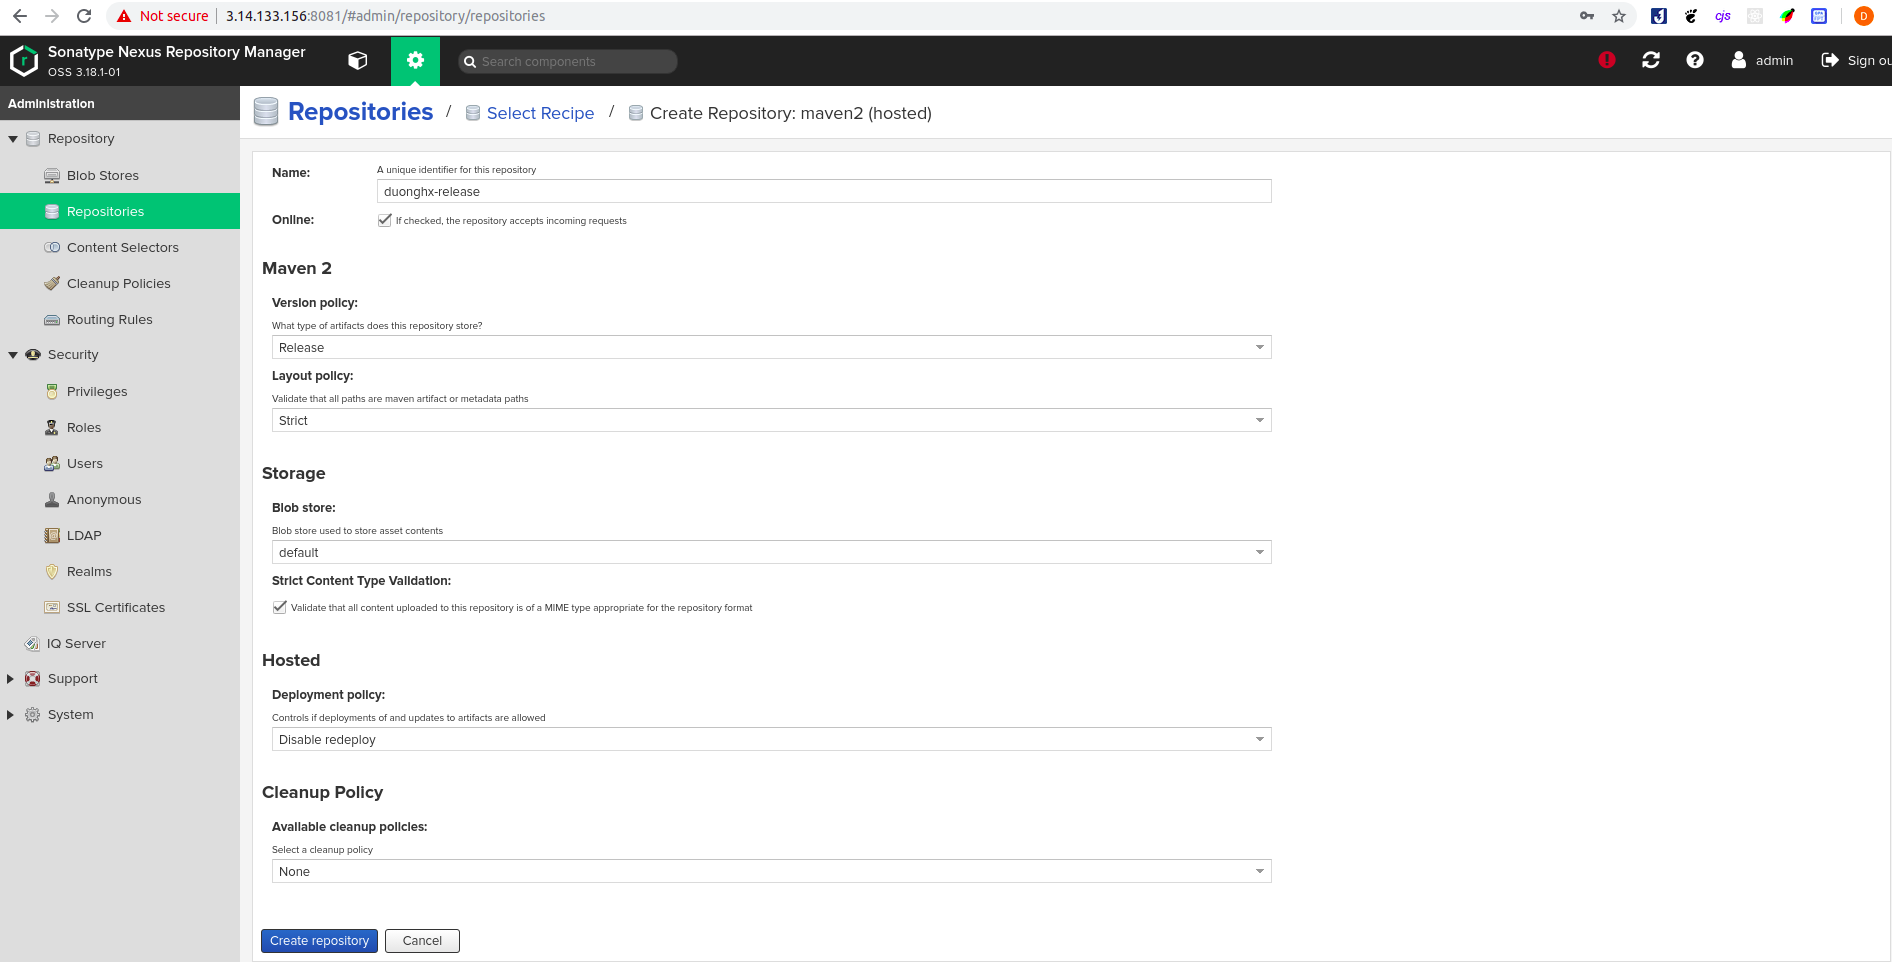 Not secure 3.14.133.156:8081/#admin/repository/repositories
cjs
D
Sonatype Nexus Repository Manager
OSS 3.18.1-01
Search components
admin
Sign ou
Administration
Repository
Blob Stores
Repositories
Content Selectors
Cleanup Policies
Routing Rules
Security
Privileges
Roles
Users
Anonymous
LDAP
Realms
SSL Certificates
IQ Server
Support
System
Repositories / Select Recipe / Create Repository: maven2 (hosted)
Name:
A unique identifier for this repository
duonghx-release
Online:
If checked, the repository accepts incoming requests
Maven 2
Version policy:
What type of artifacts does this repository store?
Release
Layout policy:
Validate that all paths are maven artifact or metadata paths
Strict
Storage
Blob store:
Blob store used to store asset contents
default
Strict Content Type Validation:
Validate that all content uploaded to this repository is of a MIME type appropriate for the repository format
Hosted
Deployment policy:
Controls if deployments of and updates to artifacts are allowed
Disable redeploy
Cleanup Policy
Available cleanup policies:
Select a cleanup policy
None
Create repository
Cancel